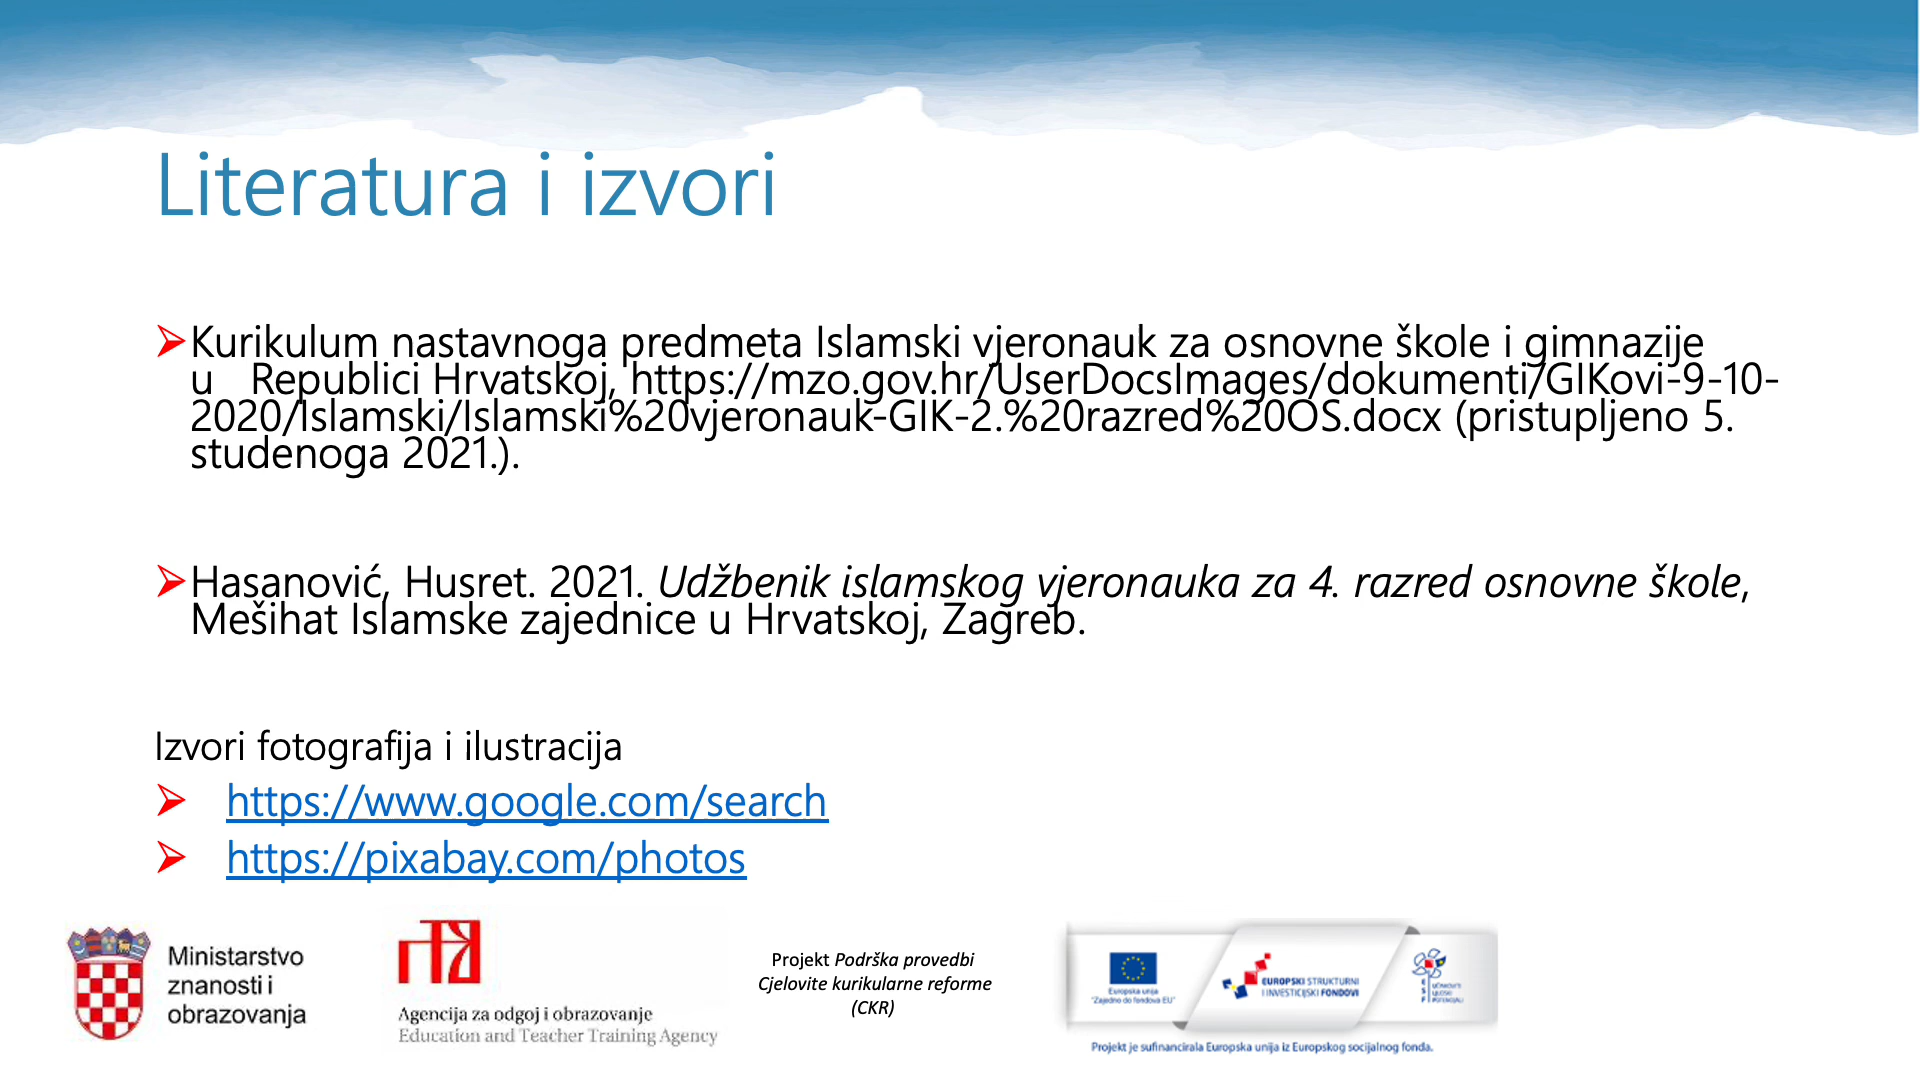 Literatura i izvori
Kurikulum nastavnoga predmeta Islamski vjeronauk za osnovne škole i gimnazije
u Republici Hrvatskoj, https://mzo.gov.hr/UserDocsImages/dokumenti/GIKovi-9-10-
2020/Islamski/Islamski%20vjeronauk-GIK-2.%20razred%20OS.docx (pristupljeno 5.
studenoga 2021.).
Hasanović, Husret. 2021. Udžbenik islamskog vjeronauka za 4. razred osnovne škole,
Mešihat Islamske zajednice u Hrvatskoj, Zagreb.
Izvori fotografija i ilustracija
https://www.google.com/search
https://pixabay.com/photos
Ministarstvo
znanosti i
obrazovanja
Agencija za odgoj i obrazovanje
Education and Teacher Training Agency
Projekt Podrška provedbi
Cjelovite kurikularne reforme
(CKR)
Europska unija
"Zajedno do fondova EU"
EUROPSKI STRUKTURNI
I INVESTICIJSKI FONDOVI
ESF
Projekt je sufinancirala Europska unija iz Europskog socijalnog fonda.